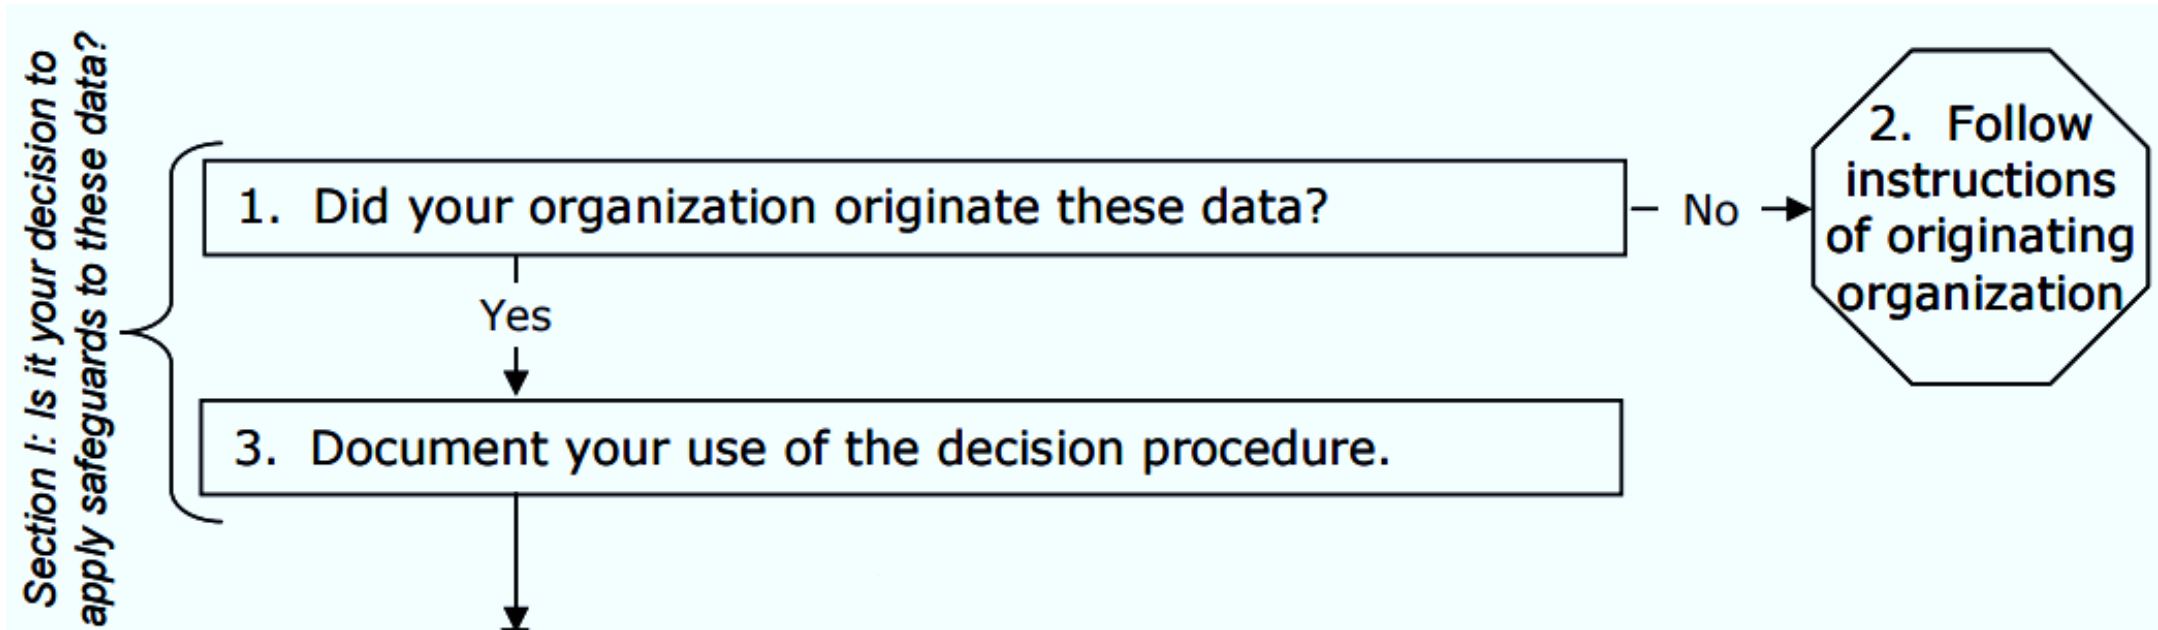 Section I: Is it your decision to
apply safeguards to these data?
1. Did your organization originate these data?
No
2. Follow
instructions
of originating
organization
Yes
3. Document your use of the decision procedure.